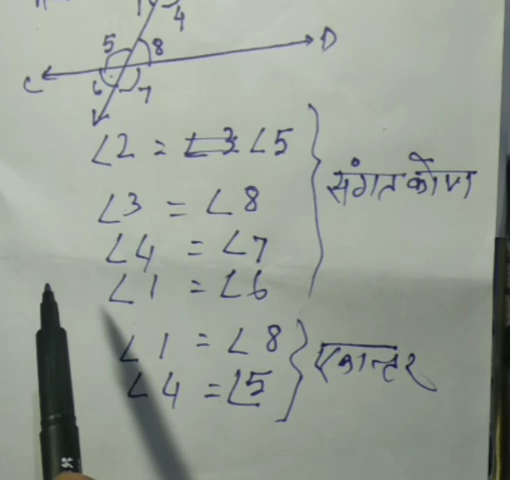 4
5 8 D
C 6 7
∠2 = ∠5
∠3 = ∠8 संगतकोण
∠4 = ∠7
∠1 = ∠6
∠1 = ∠8
∠4 = ∠5 एकान्तर